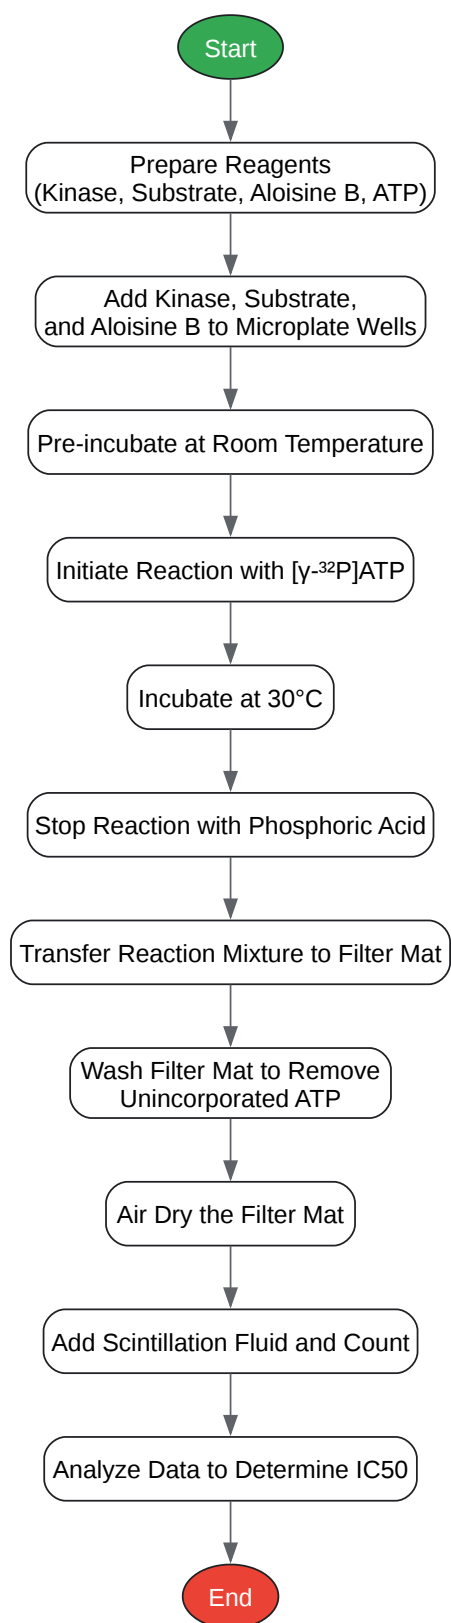 Start
Prepare Reagents
(Kinase, Substrate, Aloisine B, ATP)
Add Kinase, Substrate,
and Aloisine B to Microplate Wells
Pre-incubate at Room Temperature
Initiate Reaction with [γ-³²P]ATP
Incubate at 30°C
Stop Reaction with Phosphoric Acid
Transfer Reaction Mixture to Filter Mat
Wash Filter Mat to Remove
Unincorporated ATP
Air Dry the Filter Mat
Add Scintillation Fluid and Count
Analyze Data to Determine IC50
End